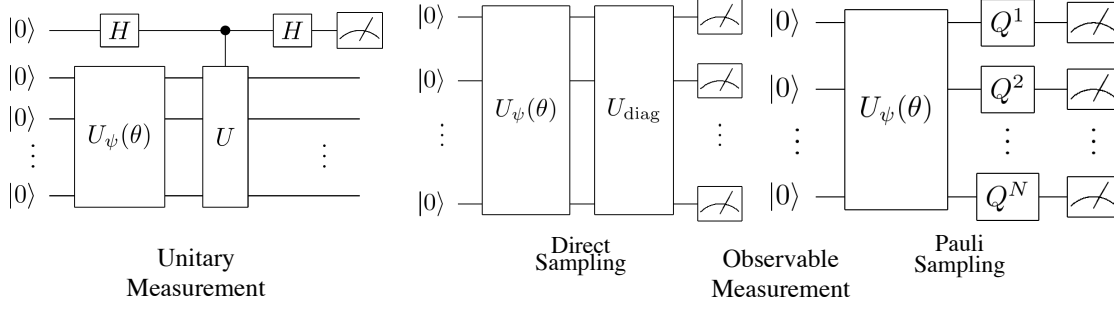 |0⟩ H H
|0⟩
|0⟩ U_ψ(θ) U
⋮ ⋮
|0⟩
Unitary
Measurement
|0⟩
|0⟩
U_ψ(θ) U_diag
⋮ ⋮
|0⟩
Direct
Sampling
Observable
Measurement
|0⟩ Q^1
|0⟩ Q^2
U_ψ(θ)
⋮ ⋮ ⋮
|0⟩ Q^N
Pauli
Sampling